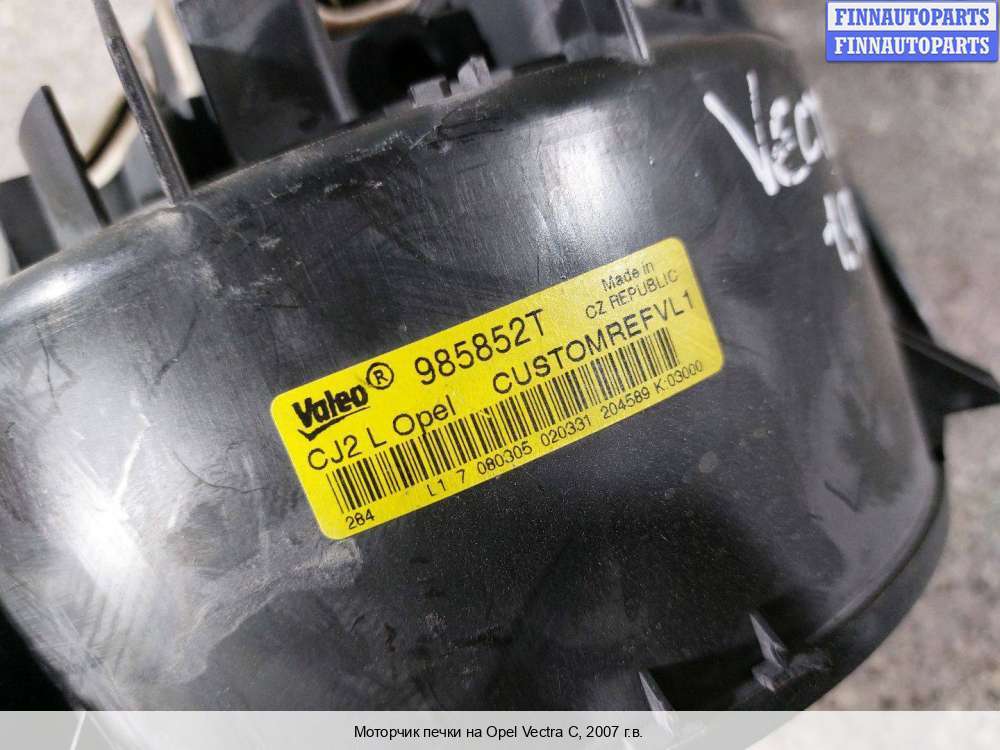 FINNAUTOPARTS
FINNAUTOPARTS
Made in
CZ REPUBLIC
Valeo® 985852T
CJ2 L Opel CUSTOMREFVL1
284 L1 7 080305 020331 204589 K:03000
Моторчик печки на Opel Vectra C, 2007 г.в.